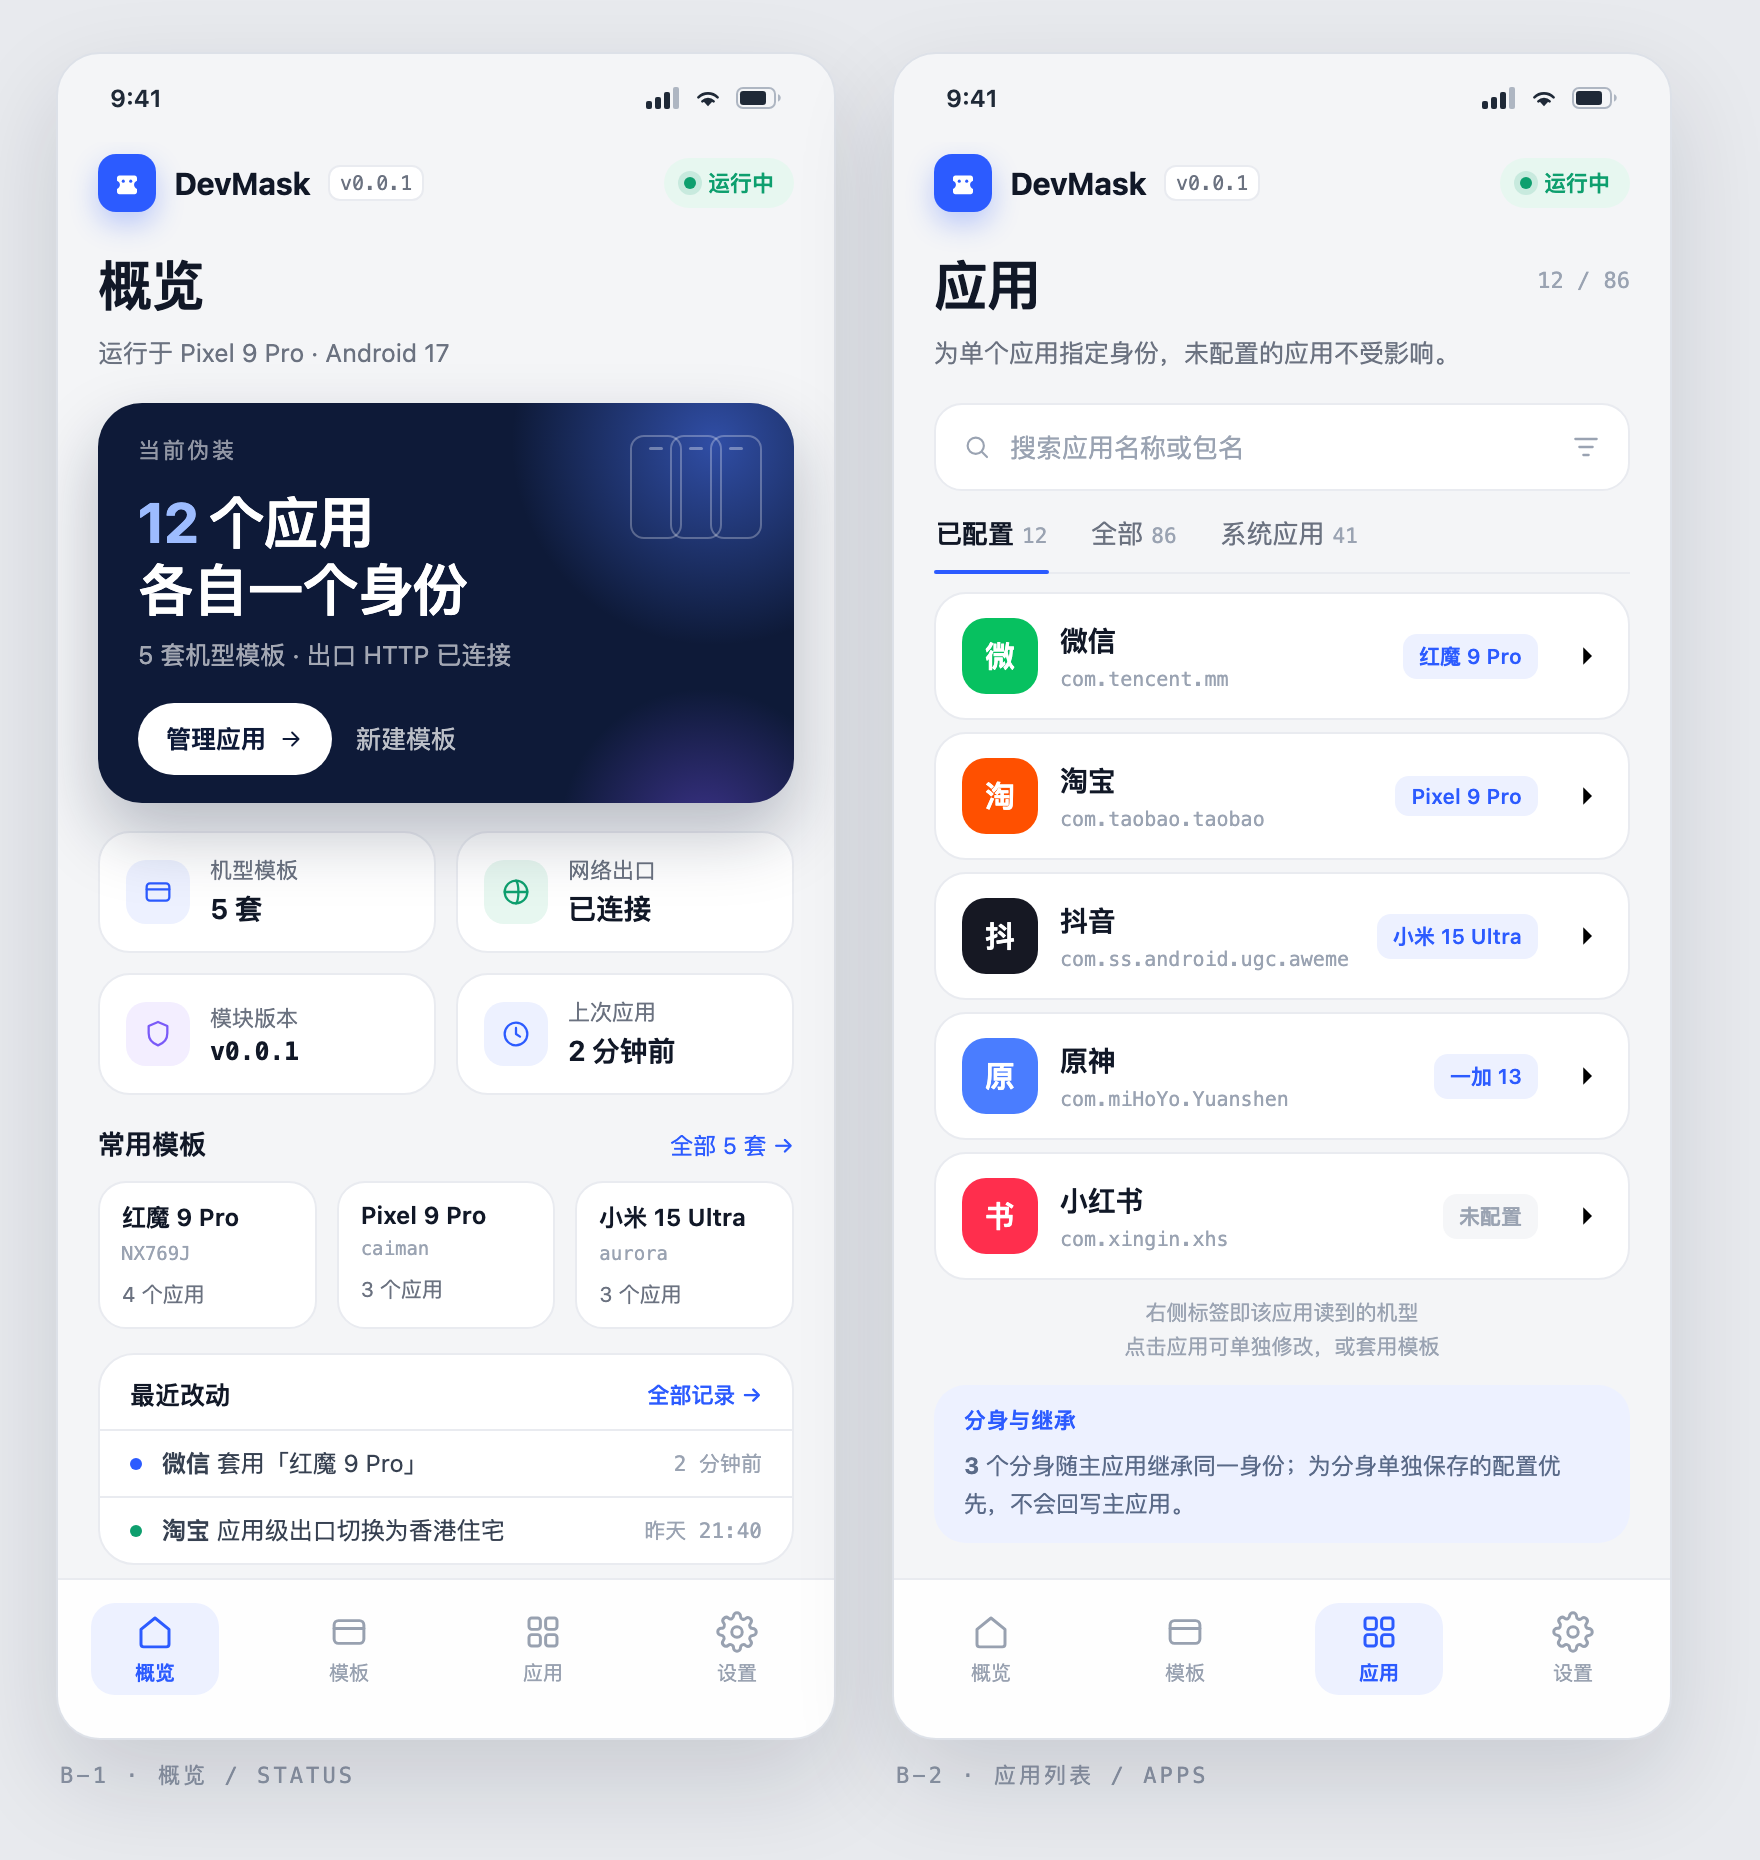 9:41
DevMask v0.0.1 运行中
概览
运行于 Pixel 9 Pro · Android 17
当前伪装
12 个应用
各自一个身份
5 套机型模板 · 出口 HTTP 已连接
管理应用 → 新建模板
机型模板
5 套
网络出口
已连接
模块版本
v0.0.1
上次应用
2 分钟前
常用模板 全部 5 套 →
红魔 9 Pro
NX769J
4 个应用
Pixel 9 Pro
caiman
3 个应用
小米 15 Ultra
aurora
3 个应用
最近改动 全部记录 →
微信 套用「红魔 9 Pro」 2 分钟前
淘宝 应用级出口切换为香港住宅 昨天 21:40
概览 模板 应用 设置
B-1 · 概览 / STATUS
9:41
DevMask v0.0.1 运行中
应用 12 / 86
为单个应用指定身份，未配置的应用不受影响。
搜索应用名称或包名
已配置 12 全部 86 系统应用 41
微 微信 红魔 9 Pro
com.tencent.mm
淘 淘宝 Pixel 9 Pro
com.taobao.taobao
抖 抖音 小米 15 Ultra
com.ss.android.ugc.aweme
原 原神 一加 13
com.miHoYo.Yuanshen
书 小红书 未配置
com.xingin.xhs
右侧标签即该应用读到的机型
点击应用可单独修改，或套用模板
分身与继承
3 个分身随主应用继承同一身份；为分身单独保存的配置优
先，不会回写主应用。
概览 模板 应用 设置
B-2 · 应用列表 / APPS